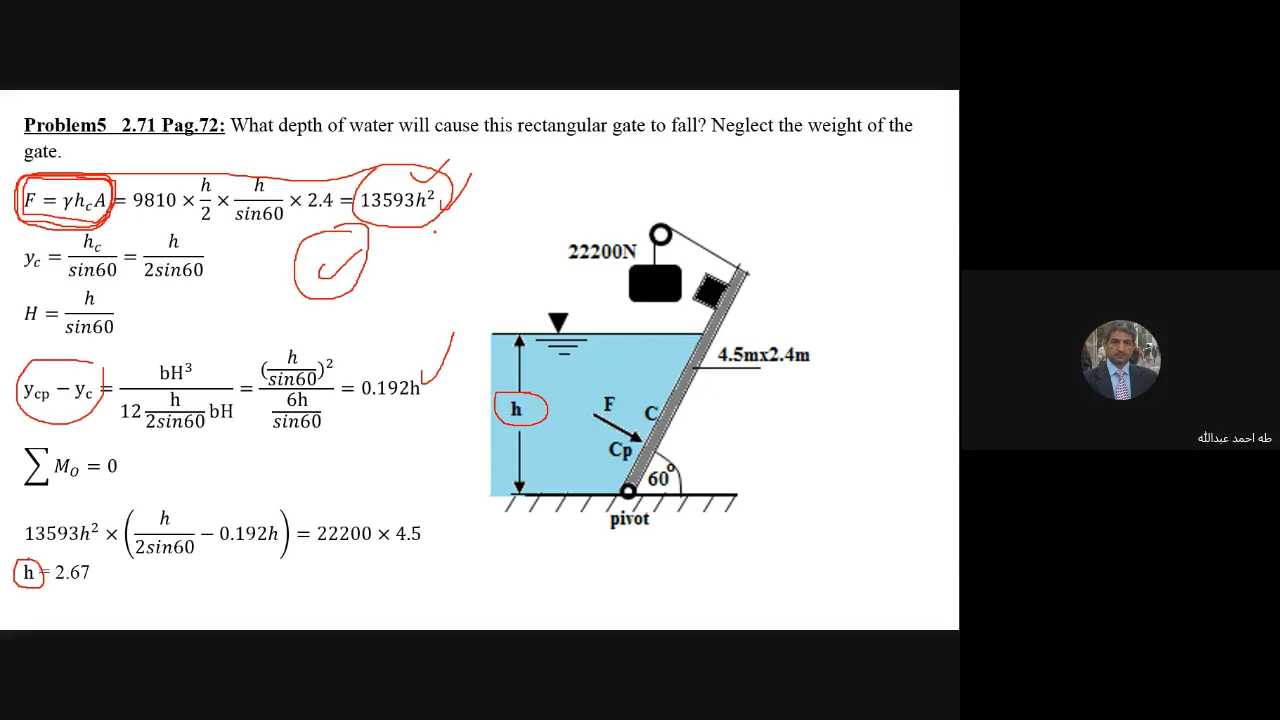 Problem5 2.71 Pag.72: What depth of water will cause this rectangular gate to fall? Neglect the weight of the
gate.
F = γh_cA = 9810 × h/2 × h/sin60 × 2.4 = 13593h²
y_c = h_c/sin60 = h/2sin60
H = h/sin60
y_cp − y_c = bH³/(12 h/2sin60 bH) = (h/sin60)²/(6h/sin60) = 0.192h
∑M_O = 0
13593h² × (h/2sin60 − 0.192h) = 22200 × 4.5
h = 2.67
22200N
4.5mx2.4m
h
F
C
Cp
60°
pivot
طه احمد عبدالله